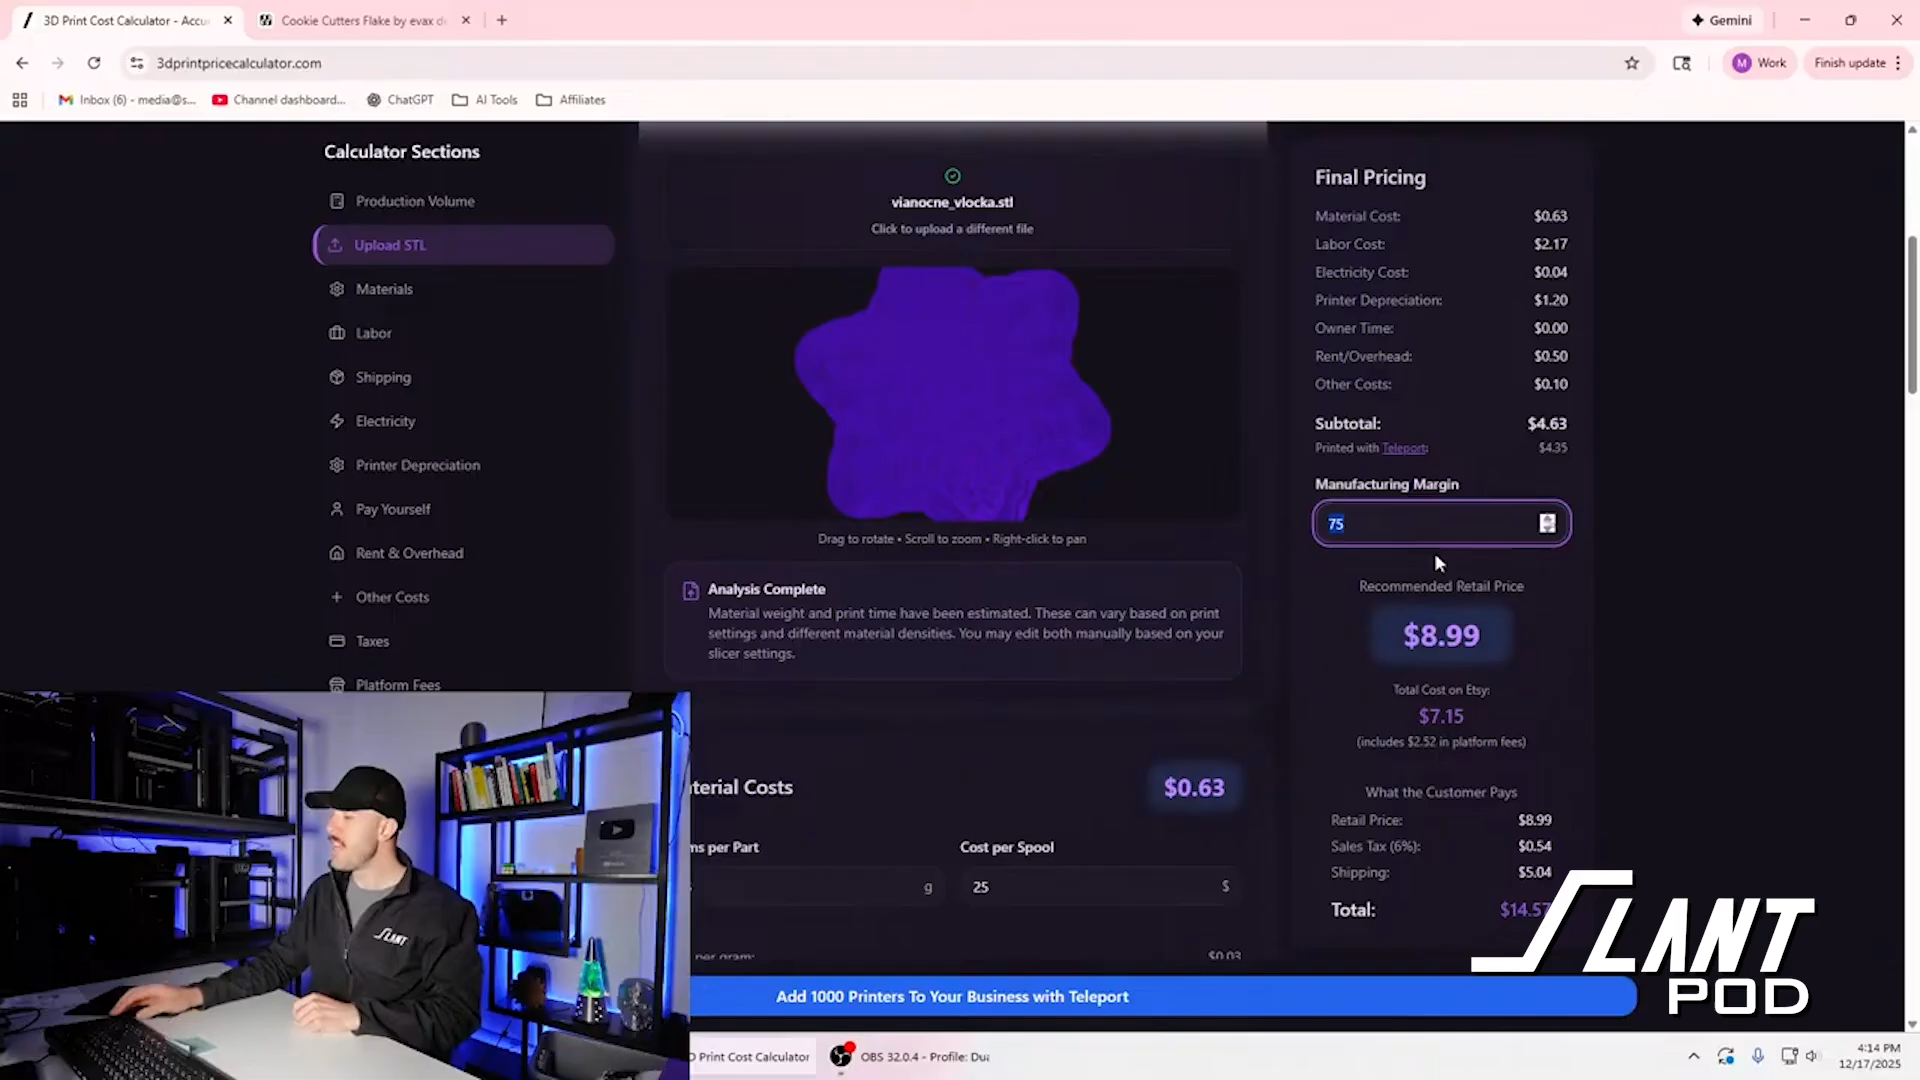 3D Print Cost Calculator - Accu
Cookie Cutters Flake by evax d
Gemini
3dprintpricecalculator.com
Work
Finish update
Inbox (6) - media@s...
Channel dashboard...
ChatGPT
AI Tools
Affiliates
Calculator Sections
Production Volume
Upload STL
Materials
Labor
Shipping
Electricity
Printer Depreciation
Pay Yourself
Rent & Overhead
Other Costs
Taxes
Platform Fees
vianocne_vlocka.stl
Click to upload a different file
Drag to rotate • Scroll to zoom • Right-click to pan
Analysis Complete
Material weight and print time have been estimated. These can vary based on print
settings and different material densities. You may edit both manually based on your
slicer settings.
terial Costs
$0.63
ms per Part
Cost per Spool
g
25
$
per gram:
$0.03
Final Pricing
Material Cost: $0.63
Labor Cost: $2.17
Electricity Cost: $0.04
Printer Depreciation: $1.20
Owner Time: $0.00
Rent/Overhead: $0.50
Other Costs: $0.10
Subtotal: $4.63
Printed with Teleport: $4.35
Manufacturing Margin
75
Recommended Retail Price
$8.99
Total Cost on Etsy:
$7.15
(includes $2.52 in platform fees)
What the Customer Pays
Retail Price: $8.99
Sales Tax (6%): $0.54
Shipping: $5.04
Total: $14.57
Add 1000 Printers To Your Business with Teleport
SLANT
SLANT
POD
D Print Cost Calculator
OBS 32.0.4 - Profile: Dua
4:14 PM
12/17/2025